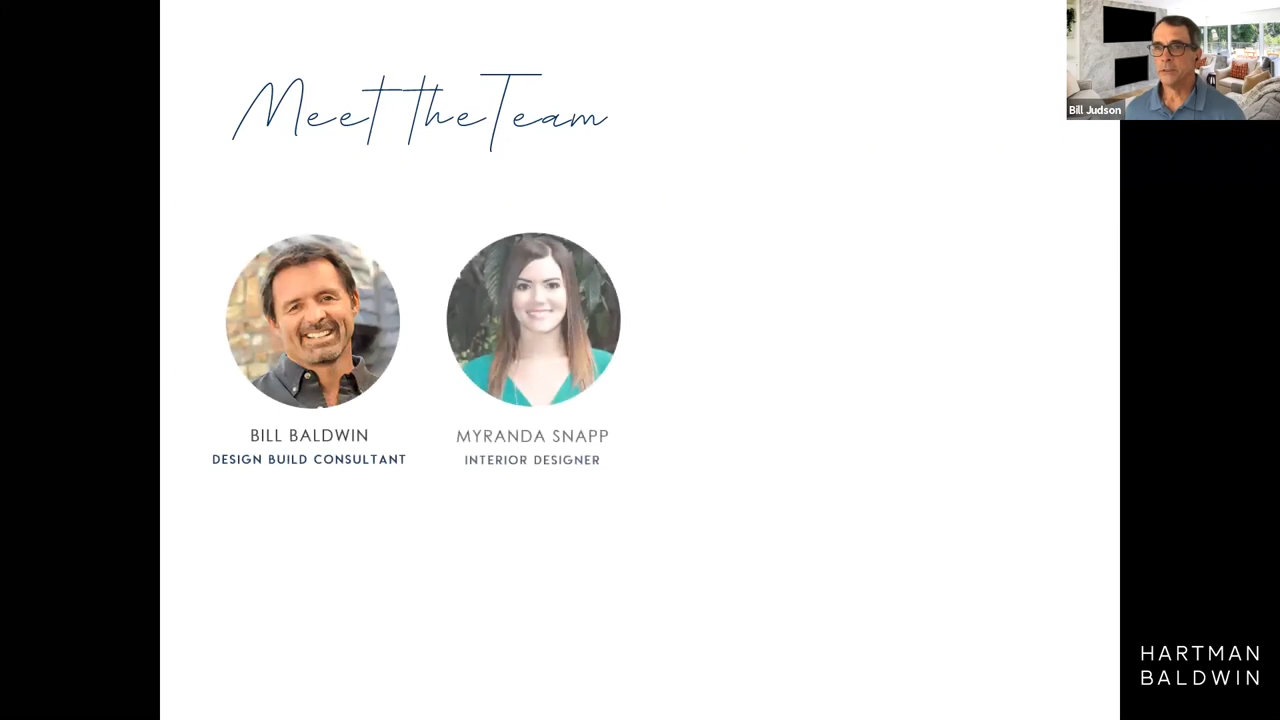 Meet the Team
Bill Judson
BILL BALDWIN
DESIGN BUILD CONSULTANT
MYRANDA SNAPP
INTERIOR DESIGNER
HARTMAN
BALDWIN